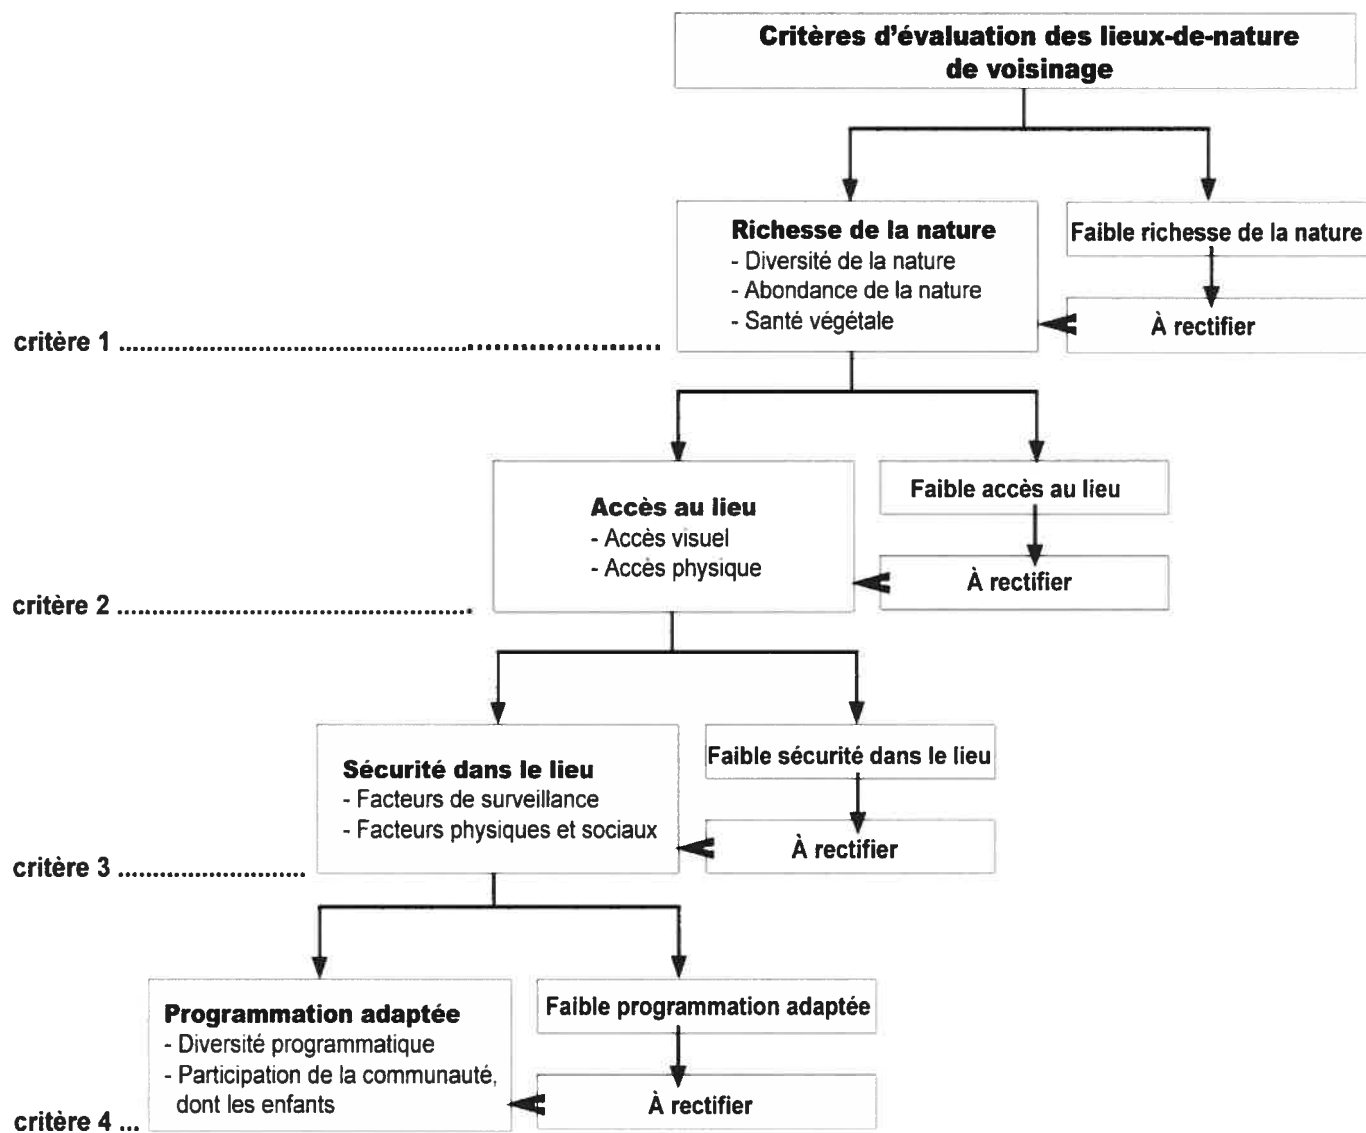 Critères d'évaluation des lieux-de-nature
de voisinage
Richesse de la nature
- Diversité de la nature
- Abondance de la nature
- Santé végétale
Faible richesse de la nature
À rectifier
critère 1 ................................................................................
Accès au lieu
- Accès visuel
- Accès physique
Faible accès au lieu
À rectifier
critère 2 ......................................................
Sécurité dans le lieu
- Facteurs de surveillance
- Facteurs physiques et sociaux
Faible sécurité dans le lieu
À rectifier
critère 3 ............................
Programmation adaptée
- Diversité programmatique
- Participation de la communauté,
dont les enfants
Faible programmation adaptée
À rectifier
critère 4 ...